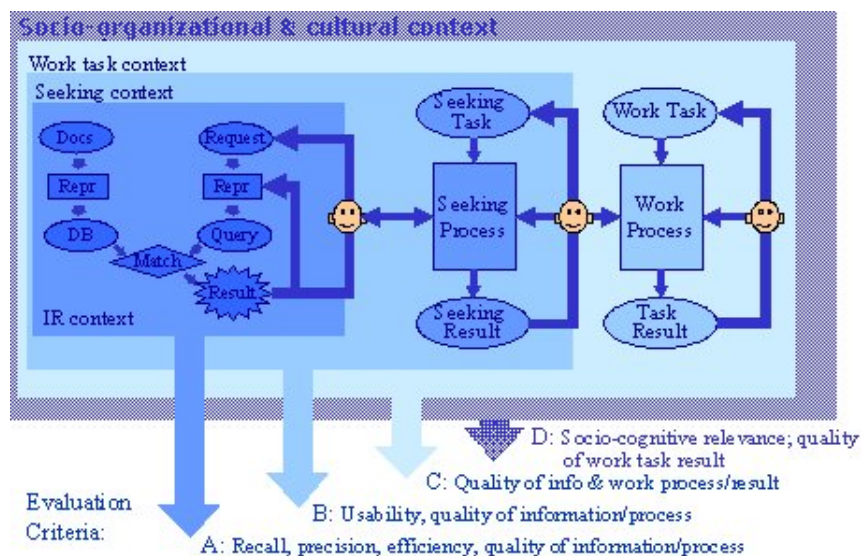 Socio-organizational & cultural context
Work task context
Seeking context
Docs
Request
Seeking
Task
Work Task
Repr
Repr
Seeking
Process
Work
Process
DB
Query
Match
Result
Seeking
Result
Task
Result
IR context
D: Socio-cognitive relevance; quality
of work task result
C: Quality of info & work process/result
Evaluation
Criteria:
B: Usability, quality of information/process
A: Recall, precision, efficiency, quality of information/process